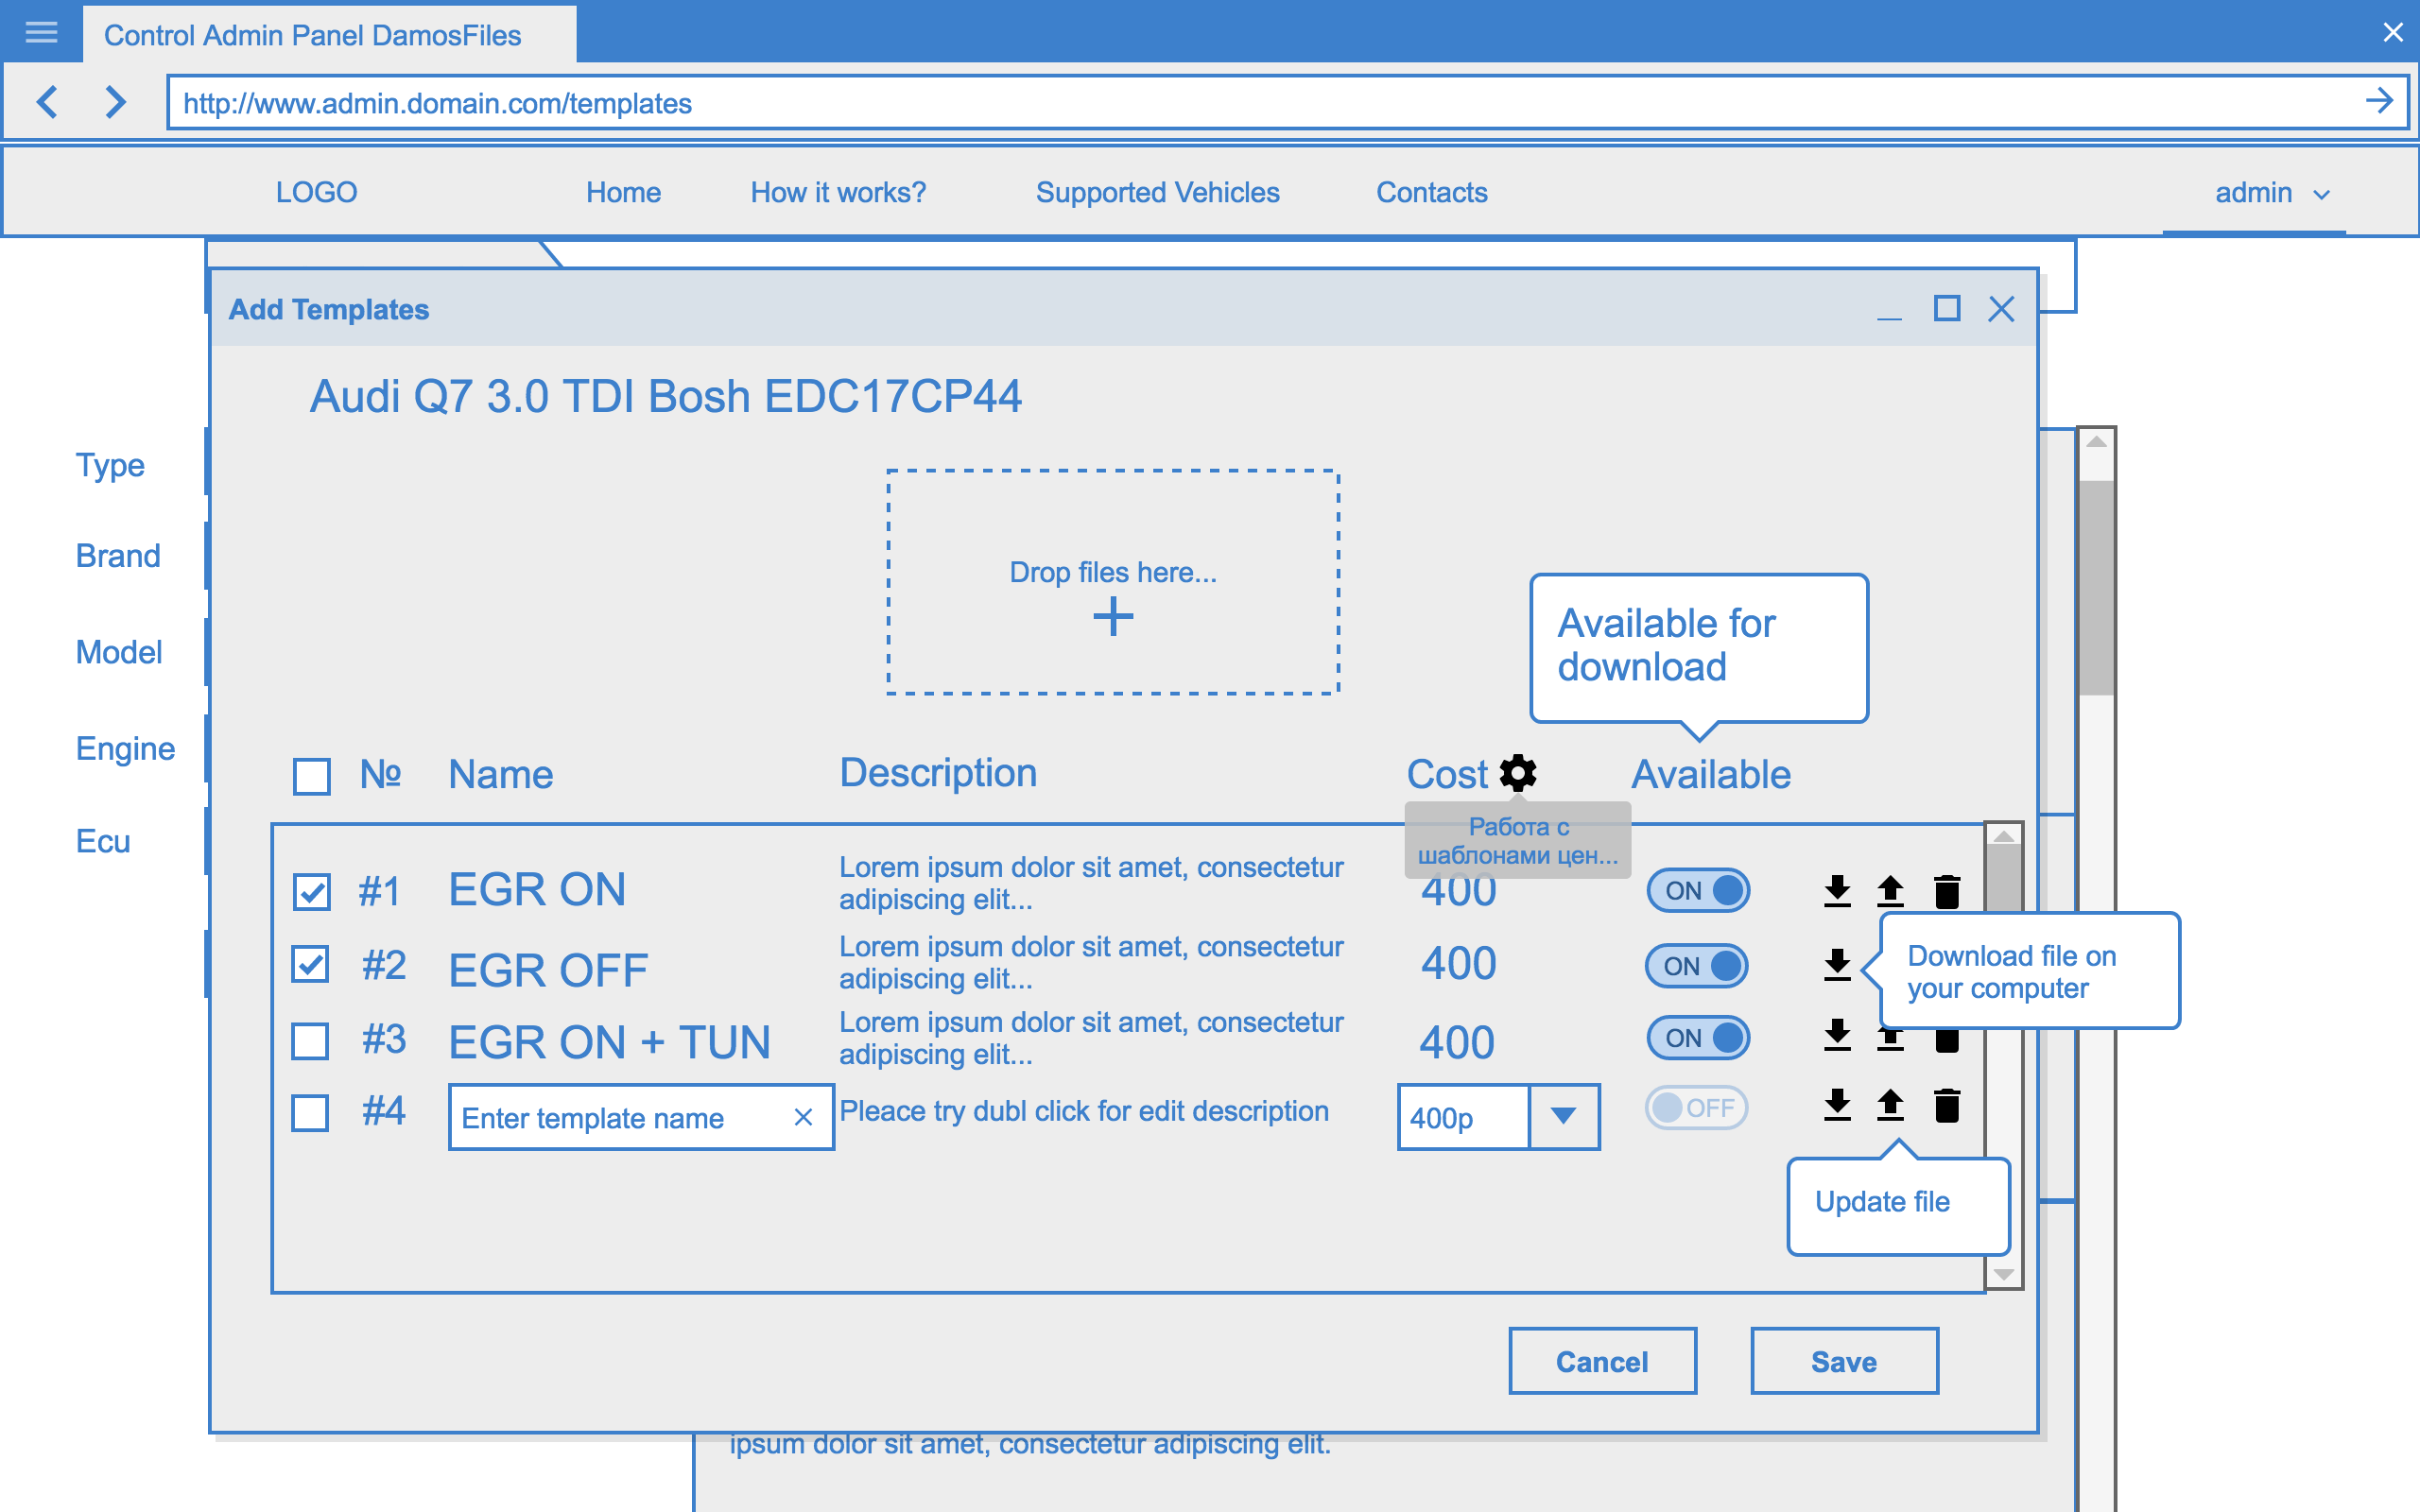 Control Admin Panel DamosFiles
http://www.admin.domain.com/templates
LOGO
Home
How it works?
Supported Vehicles
Contacts
admin
Add Templates
Audi Q7 3.0 TDI Bosh EDC17CP44
Type
Brand
Model
Engine
Ecu
Drop files here...
Available for
download
№
Name
Description
Cost
Available
Работа с
шаблонами цен...
#1
EGR ON
Lorem ipsum dolor sit amet, consectetur
adipiscing elit...
400
ON
#2
EGR OFF
Lorem ipsum dolor sit amet, consectetur
adipiscing elit...
400
ON
Download file on
your computer
#3
EGR ON + TUN
Lorem ipsum dolor sit amet, consectetur
adipiscing elit...
400
ON
#4
Enter template name
Pleace try dubl click for edit description
400p
OFF
Update file
Cancel
Save
ipsum dolor sit amet, consectetur adipiscing elit.